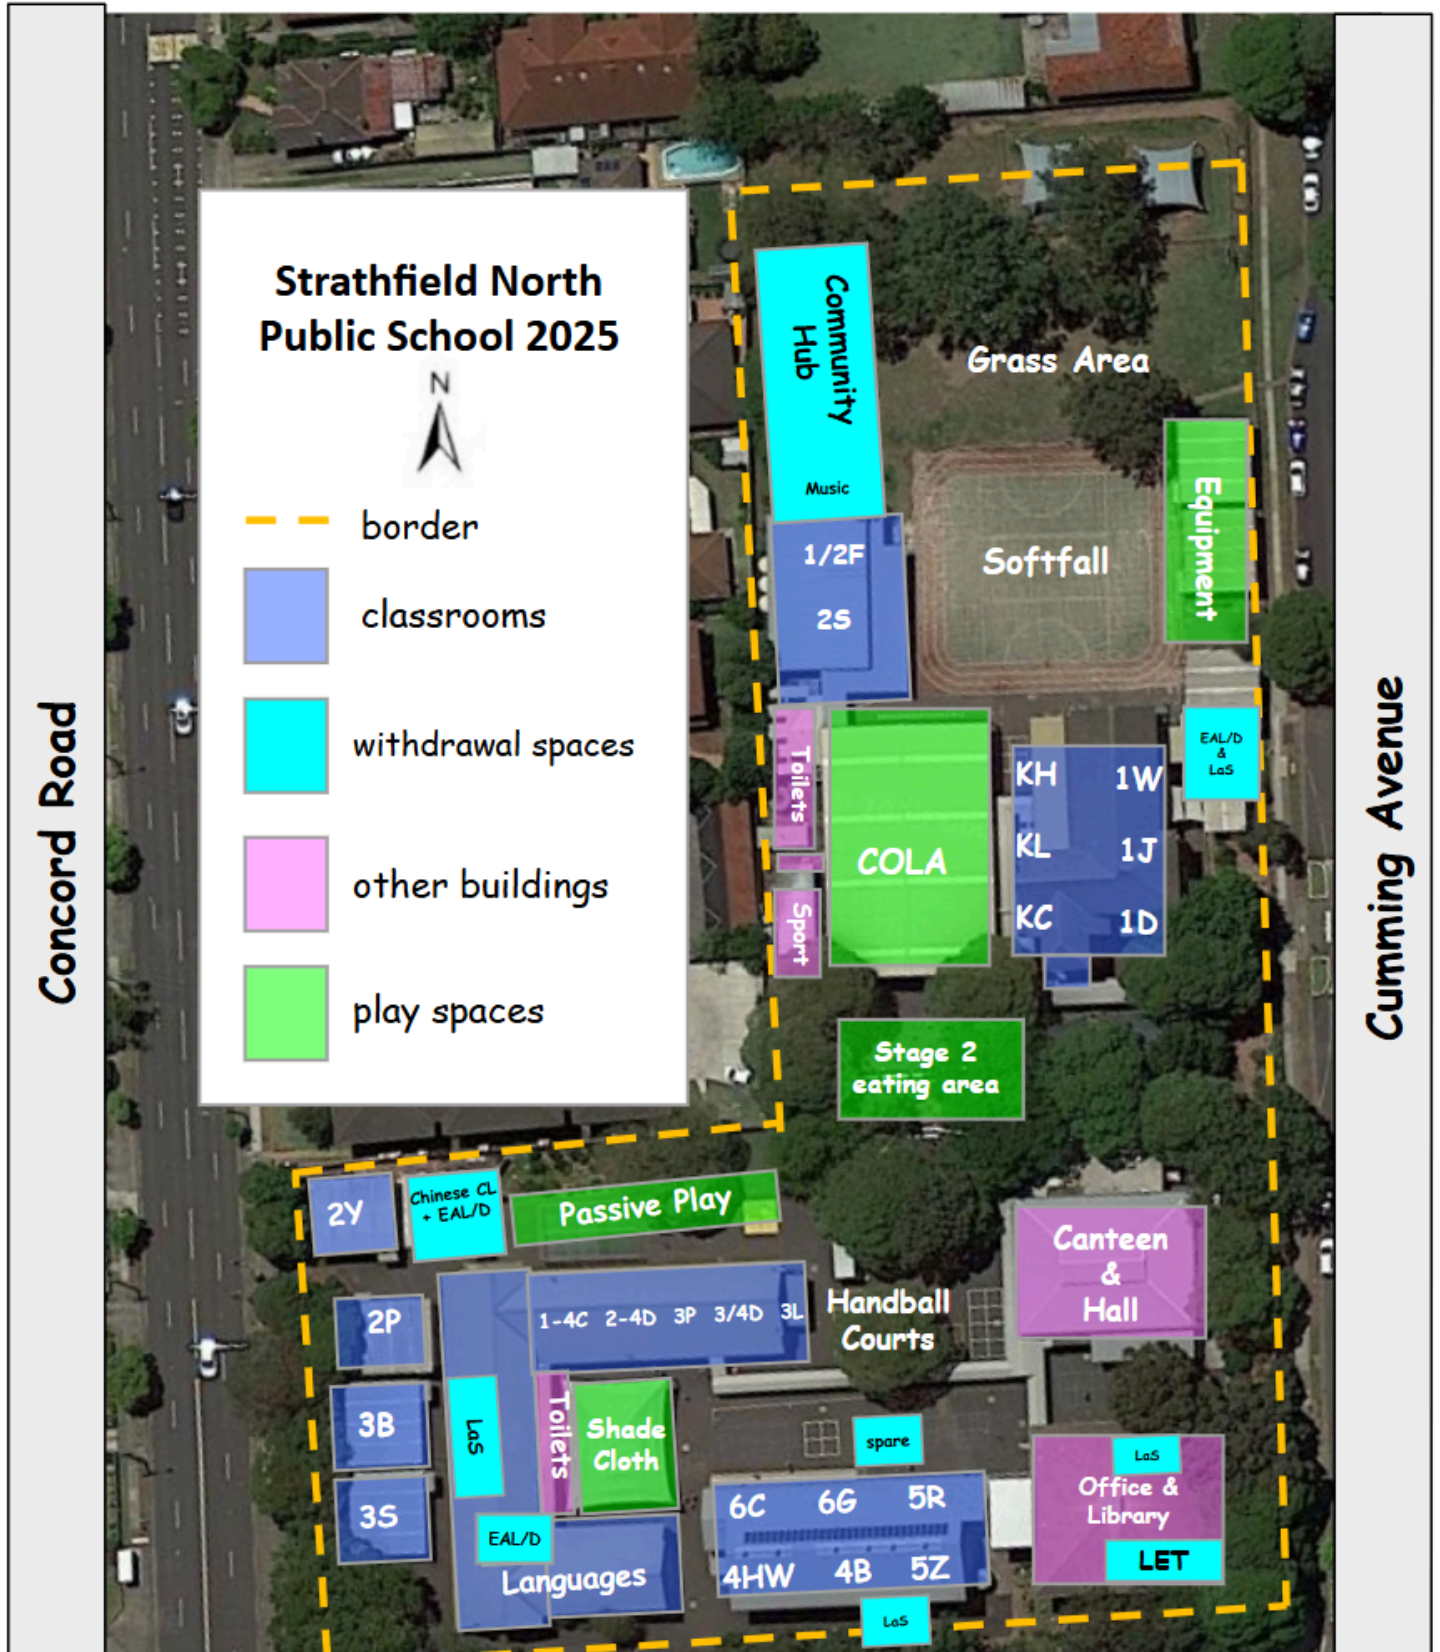 Strathfield North
Public School 2025
N
border
classrooms
withdrawal spaces
other buildings
play spaces
Concord Road
Cumming Avenue
Community
Hub
Music
Grass Area
1/2F
2S
Softfall
Equipment
Toilets
Sport
COLA
KH
1W
KL
1J
KC
1D
EAL/D
&
LaS
Stage 2
eating area
2Y
Chinese CL
+ EAL/D
Passive Play
2P
1-4C
2-4D
3P
3/4D
3L
Handball
Courts
Canteen
&
Hall
3B
LaS
Toilets
Shade
Cloth
spare
LaS
Office &
Library
LET
3S
EAL/D
Languages
6C
6G
5R
4HW
4B
5Z
LaS